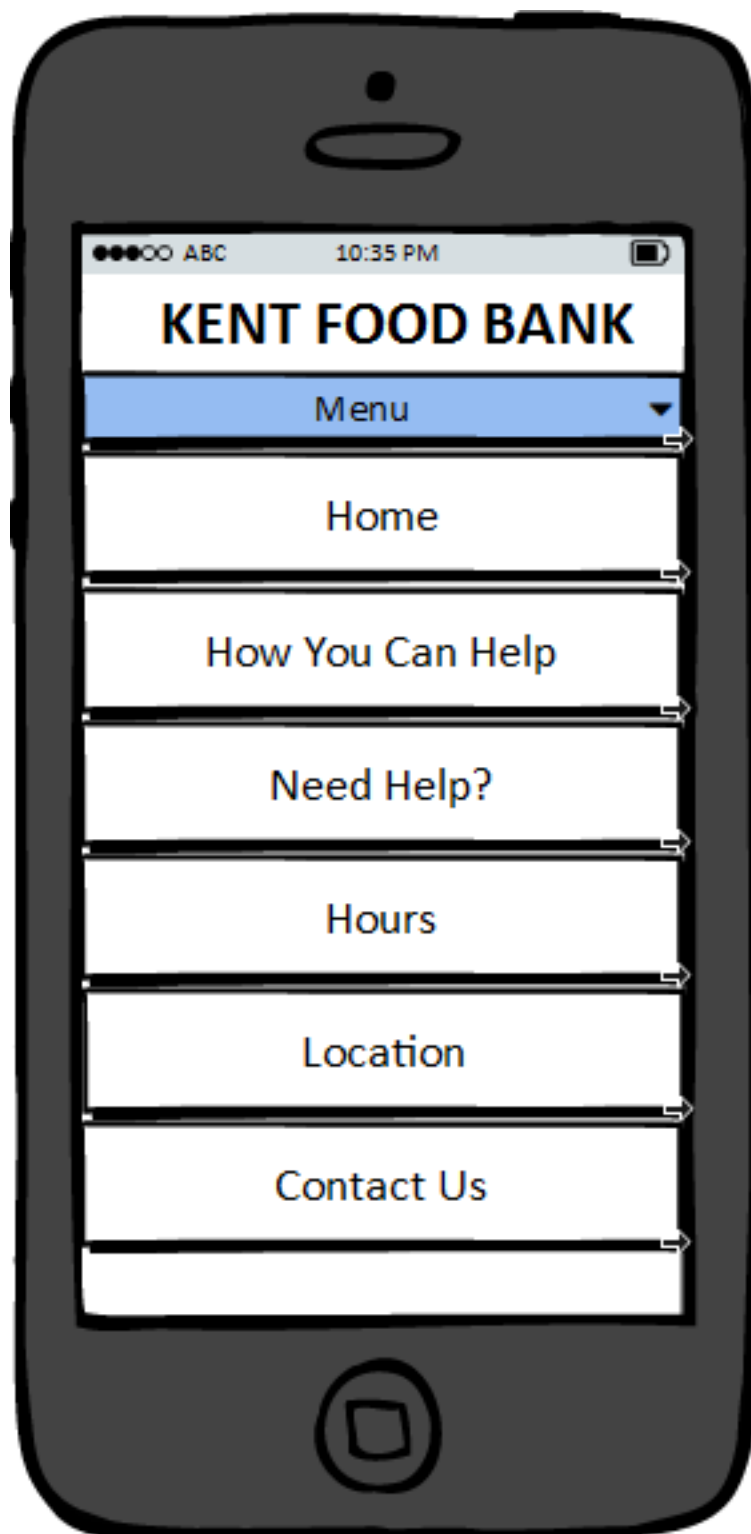 ABC 10:35 PM
KENT FOOD BANK
Menu
Home
How You Can Help
Need Help?
Hours
Location
Contact Us